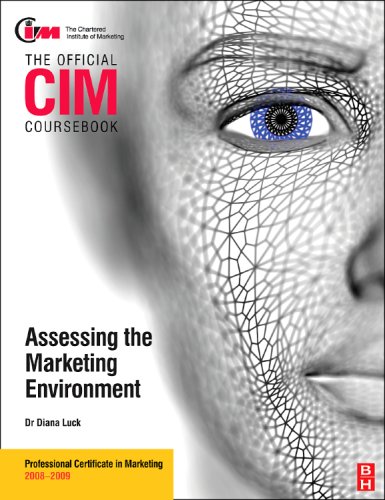 CIM
The Chartered
Institute of Marketing
THE OFFICIAL
CIM
COURSEBOOK
Assessing the
Marketing
Environment
Dr Diana Luck
Professional Certificate in Marketing
2008–2009
B
H